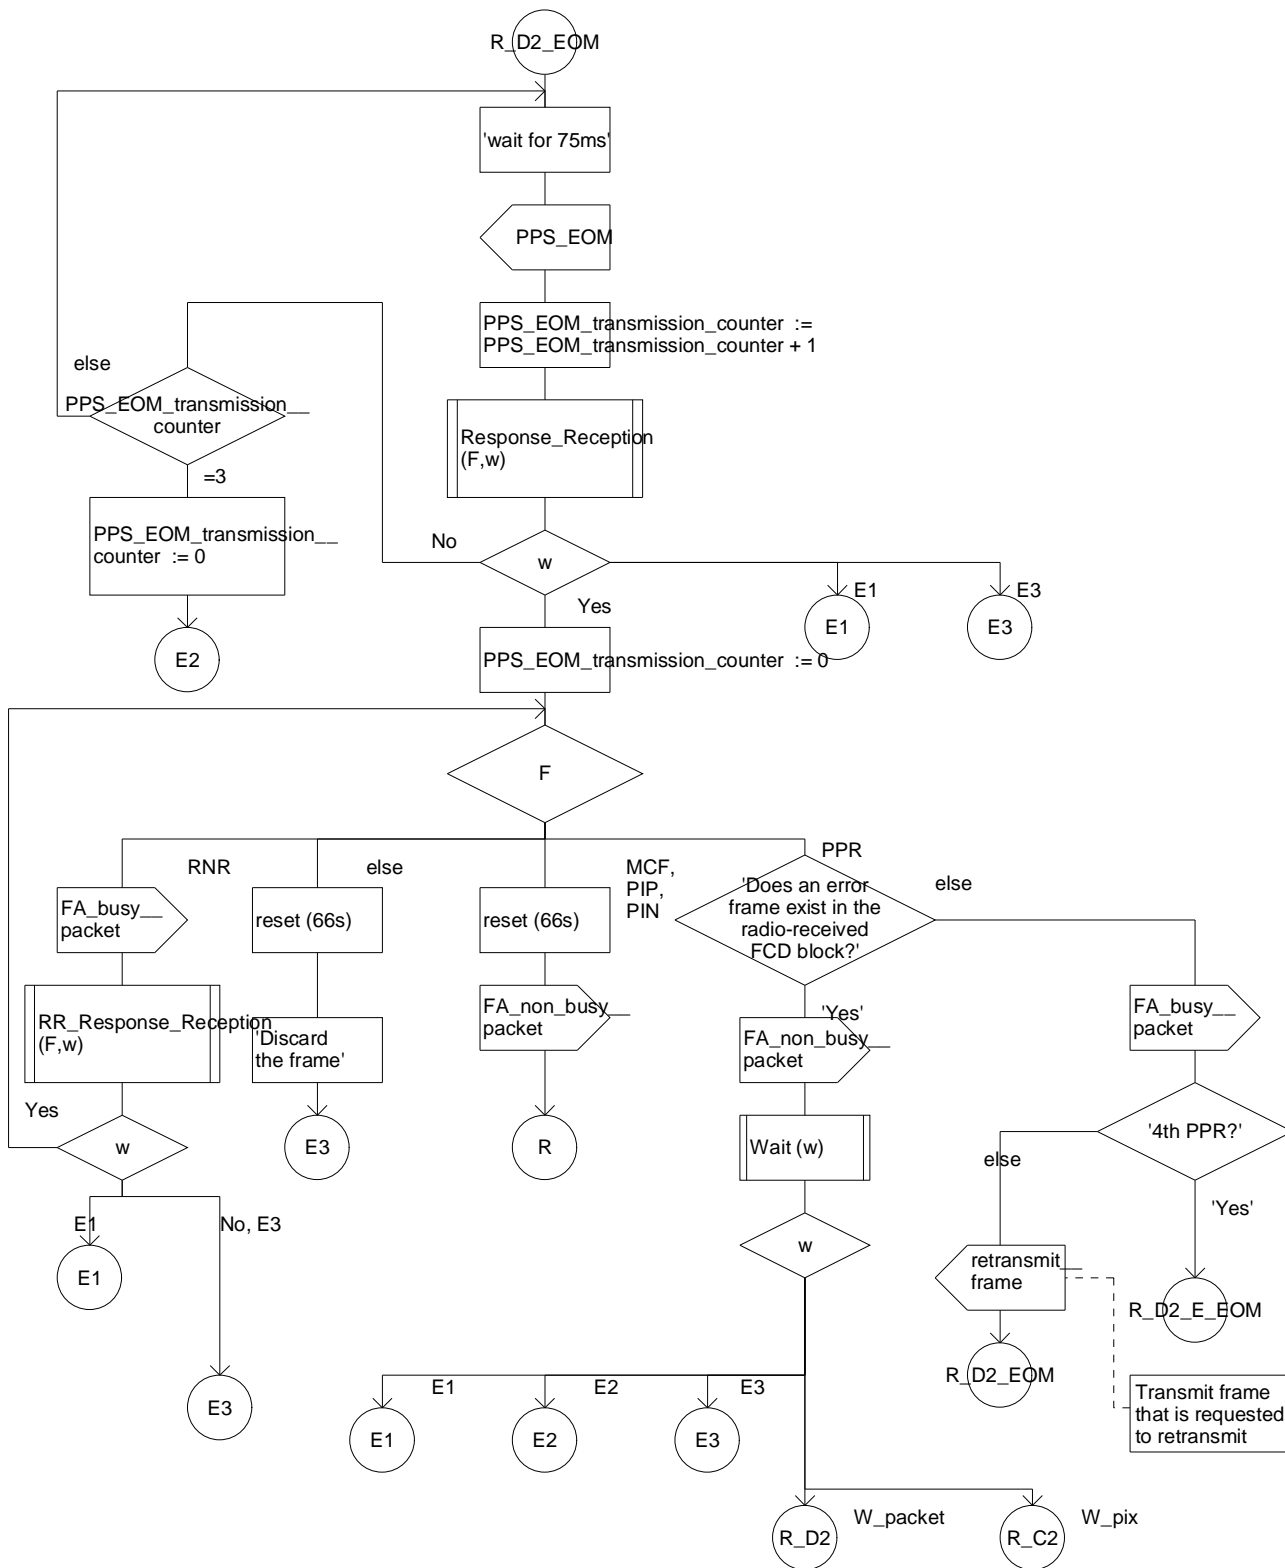 R_D2_EOM
'wait for 75ms'
PPS_EOM
PPS_EOM_transmission_counter :=
PPS_EOM_transmission_counter + 1
else
PPS_EOM_transmission__
counter
=3
Response_Reception
(F,w)
PPS_EOM_transmission__
counter := 0
No
w
Yes
E1
E3
E1
E3
E2
PPS_EOM_transmission_counter := 0
F
RNR
else
MCF,
PIP,
PIN
PPR
'Does an error
frame exist in the
radio-received
FCD block?'
else
FA_busy__
packet
reset (66s)
reset (66s)
'Yes'
RR_Response_Reception
(F,w)
'Discard
the frame'
FA_non_busy__
packet
FA_non_busy__
packet
FA_busy__
packet
Yes
w
E3
R
Wait (w)
'4th PPR?'
else
'Yes'
E1
No, E3
E1
w
retransmit__
frame
R_D2_E_EOM
R_D2_EOM
E3
E1
E2
E3
E1
E2
E3
Transmit frame
that is requested
to retransmit
W_packet
W_pix
R_D2
R_C2